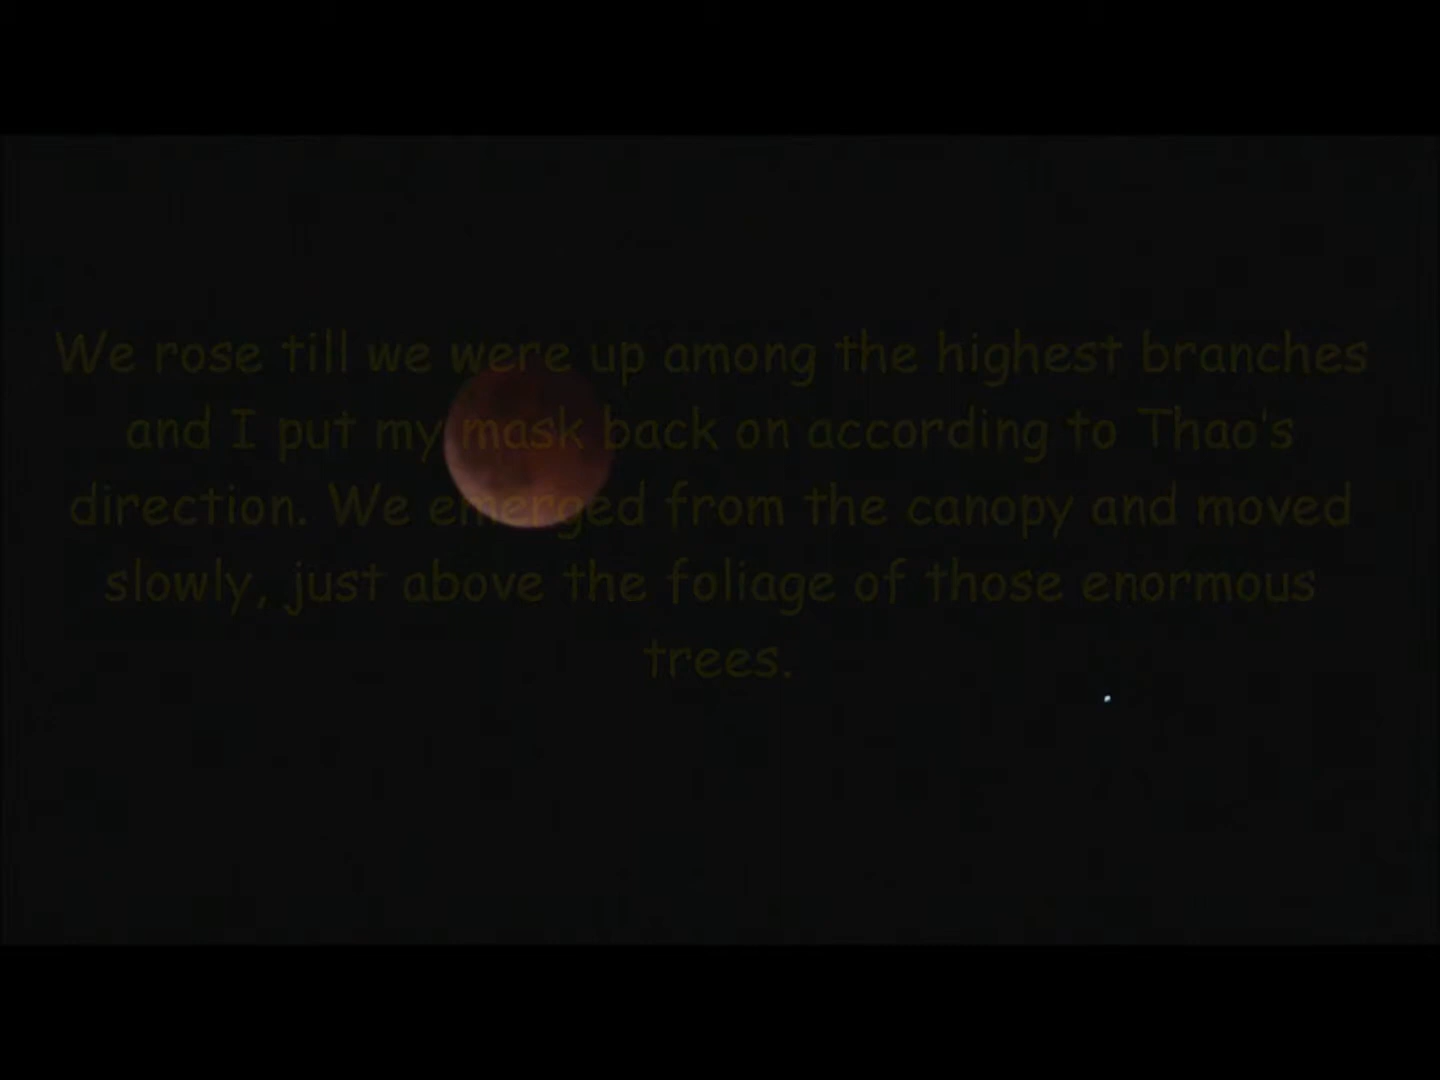 We rose till we were up among the highest branches
and I put my mask back on according to Thao's
direction. We emerged from the canopy and moved
slowly, just above the foliage of those enormous
trees.